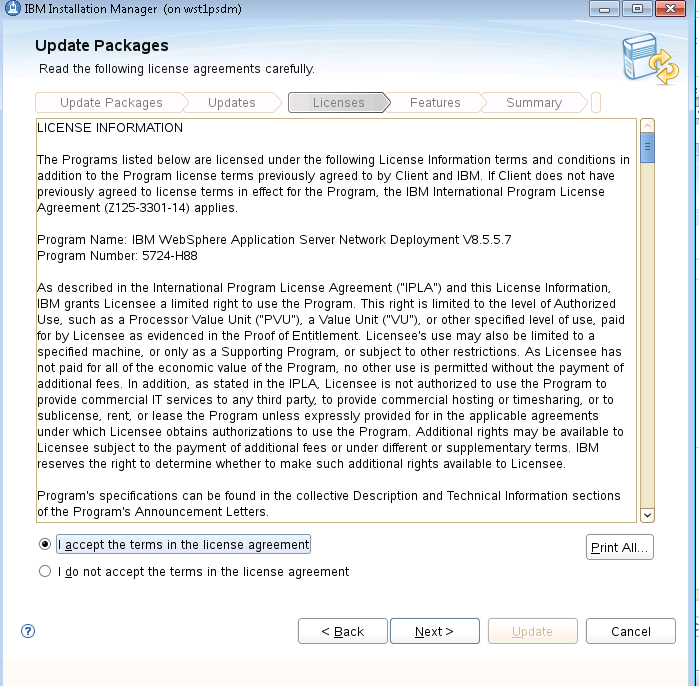 IBM Installation Manager (on wst1psdm)
Update Packages
Read the following license agreements carefully.
Update Packages
Updates
Licenses
Features
Summary
LICENSE INFORMATION
The Programs listed below are licensed under the following License Information terms and conditions in
addition to the Program license terms previously agreed to by Client and IBM. If Client does not have
previously agreed to license terms in effect for the Program, the IBM International Program License
Agreement (Z125-3301-14) applies.
Program Name: IBM WebSphere Application Server Network Deployment V8.5.5.7
Program Number: 5724-H88
As described in the International Program License Agreement ("IPLA") and this License Information,
IBM grants Licensee a limited right to use the Program. This right is limited to the level of Authorized
Use, such as a Processor Value Unit ("PVU"), a Value Unit ("VU"), or other specified level of use, paid
for by Licensee as evidenced in the Proof of Entitlement. Licensee's use may also be limited to a
specified machine, or only as a Supporting Program, or subject to other restrictions. As Licensee has
not paid for all of the economic value of the Program, no other use is permitted without the payment of
additional fees. In addition, as stated in the IPLA, Licensee is not authorized to use the Program to
provide commercial IT services to any third party, to provide commercial hosting or timesharing, or to
sublicense, rent, or lease the Program unless expressly provided for in the applicable agreements
under which Licensee obtains authorizations to use the Program. Additional rights may be available to
Licensee subject to the payment of additional fees or under different or supplementary terms. IBM
reserves the right to determine whether to make such additional rights available to Licensee.
Program's specifications can be found in the collective Description and Technical Information sections
of the Program's Announcement Letters.
I accept the terms in the license agreement
Print All...
I do not accept the terms in the license agreement
?
< Back
Next >
Update
Cancel